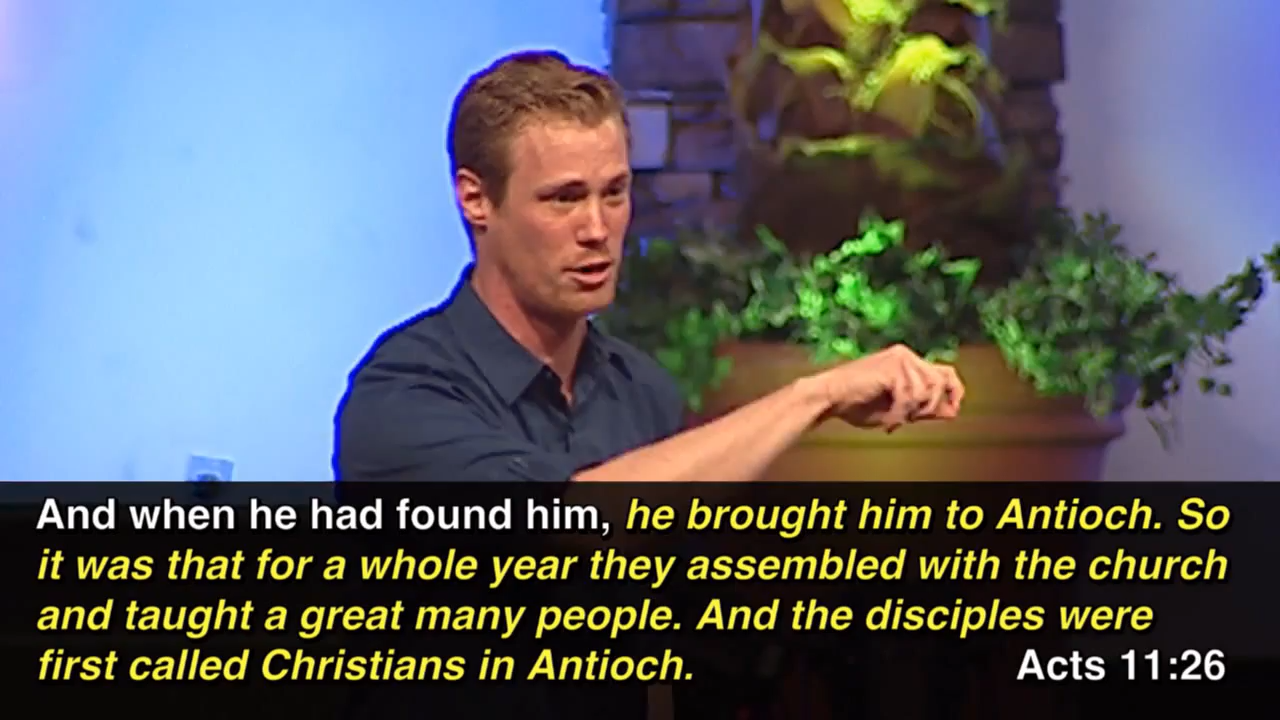 And when he had found him, he brought him to Antioch. So
it was that for a whole year they assembled with the church
and taught a great many people. And the disciples were
first called Christians in Antioch.
Acts 11:26